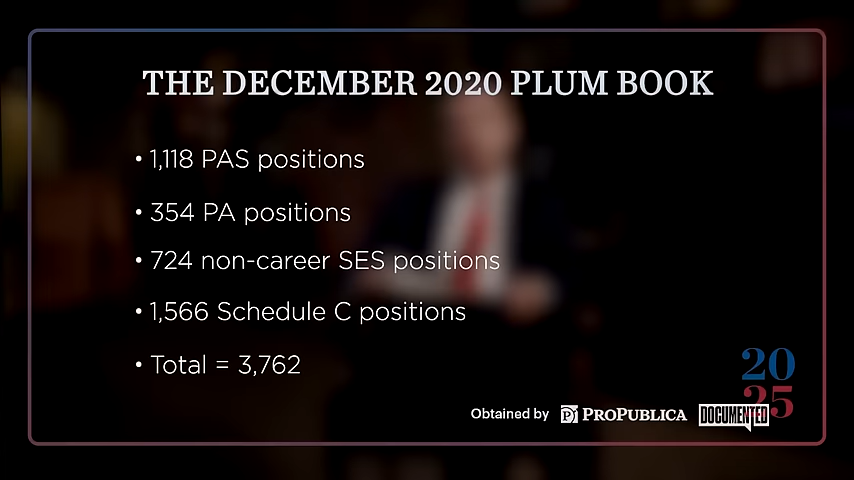 THE DECEMBER 2020 PLUM BOOK
• 1,118 PAS positions
• 354 PA positions
• 724 non-career SES positions
• 1,566 Schedule C positions
• Total = 3,762
20
25
Obtained by PROPUBLICA DOCUMENTED